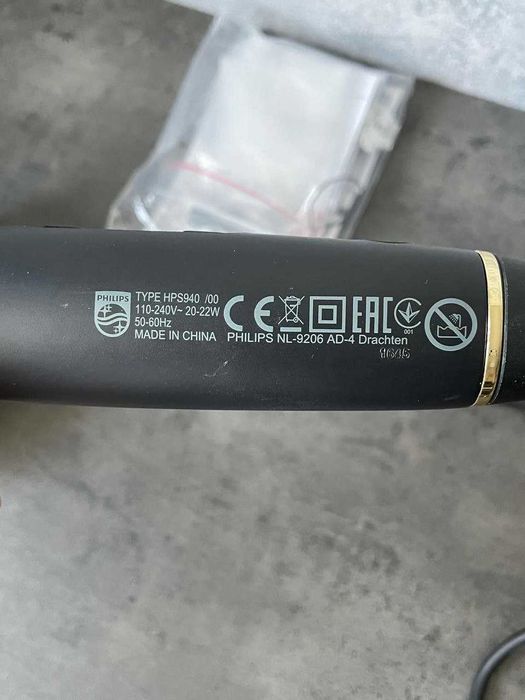 PHILIPS
TYPE HPS940 /00
110-240V~ 20-22W
50-60Hz
MADE IN CHINA
CE
EAC
001
PHILIPS NL-9206 AD-4 Drachten
1645